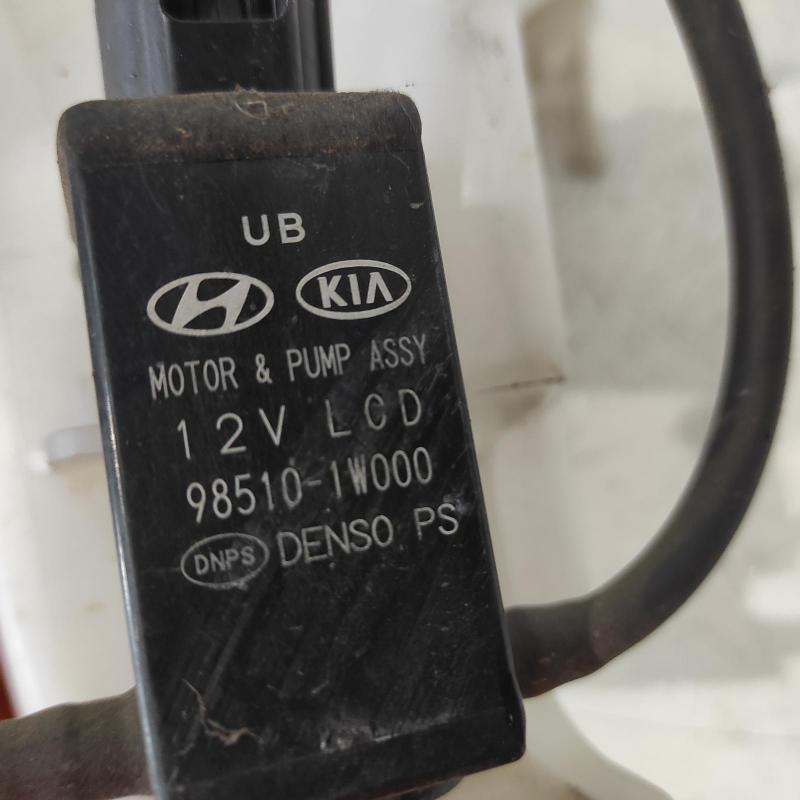 UB
KIA
MOTOR & PUMP ASSY
12V LCD
98510-1W000
DNPS DENSO PS